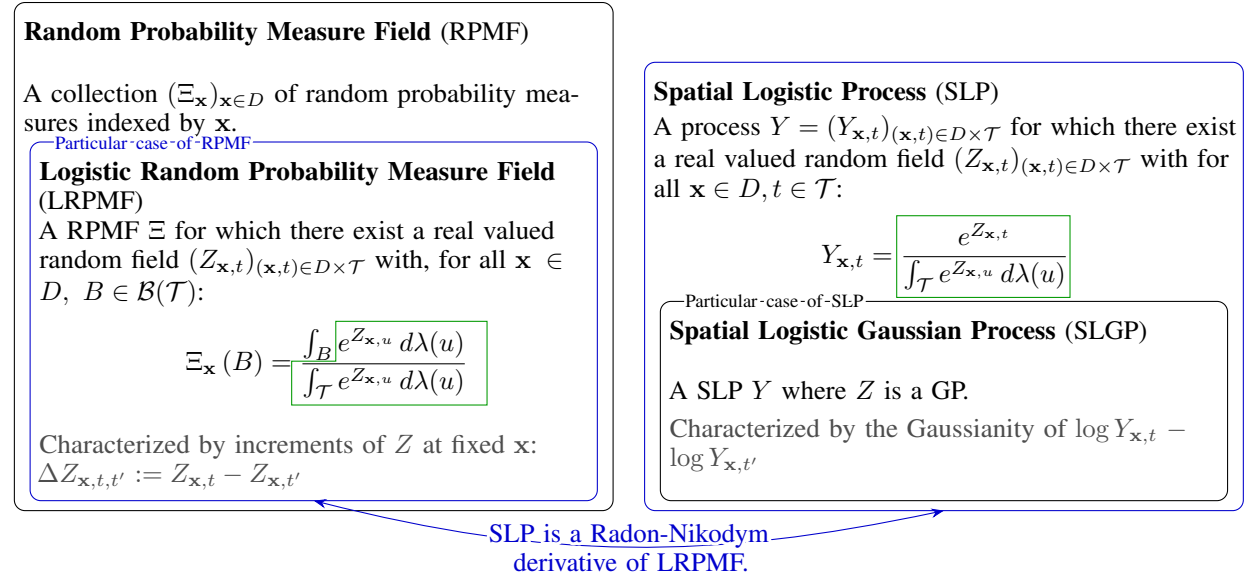 Random Probability Measure Field (RPMF)
A collection (Ξ_𝐱)_{𝐱∈D} of random probability mea-
sures indexed by 𝐱.
Particular case of RPMF
Logistic Random Probability Measure Field
(LRPMF)
A RPMF Ξ for which there exist a real valued
random field (Z_{𝐱,t})_{(𝐱,t)∈D×𝒯} with, for all 𝐱 ∈
D, B ∈ ℬ(𝒯):
Ξ_𝐱 (B) = ∫_B e^{Z_{𝐱,u}} dλ(u) / ∫_𝒯 e^{Z_{𝐱,u}} dλ(u)
Characterized by increments of Z at fixed 𝐱:
ΔZ_{𝐱,t,t′} := Z_{𝐱,t} − Z_{𝐱,t′}
Spatial Logistic Process (SLP)
A process Y = (Y_{𝐱,t})_{(𝐱,t)∈D×𝒯} for which there exist
a real valued random field (Z_{𝐱,t})_{(𝐱,t)∈D×𝒯} with for
all 𝐱 ∈ D, t ∈ 𝒯:
Y_{𝐱,t} = e^{Z_{𝐱,t}} / ∫_𝒯 e^{Z_{𝐱,u}} dλ(u)
Particular case of SLP
Spatial Logistic Gaussian Process (SLGP)
A SLP Y where Z is a GP.
Characterized by the Gaussianity of log Y_{𝐱,t} −
log Y_{𝐱,t′}
SLP is a Radon-Nikodym
derivative of LRPMF.